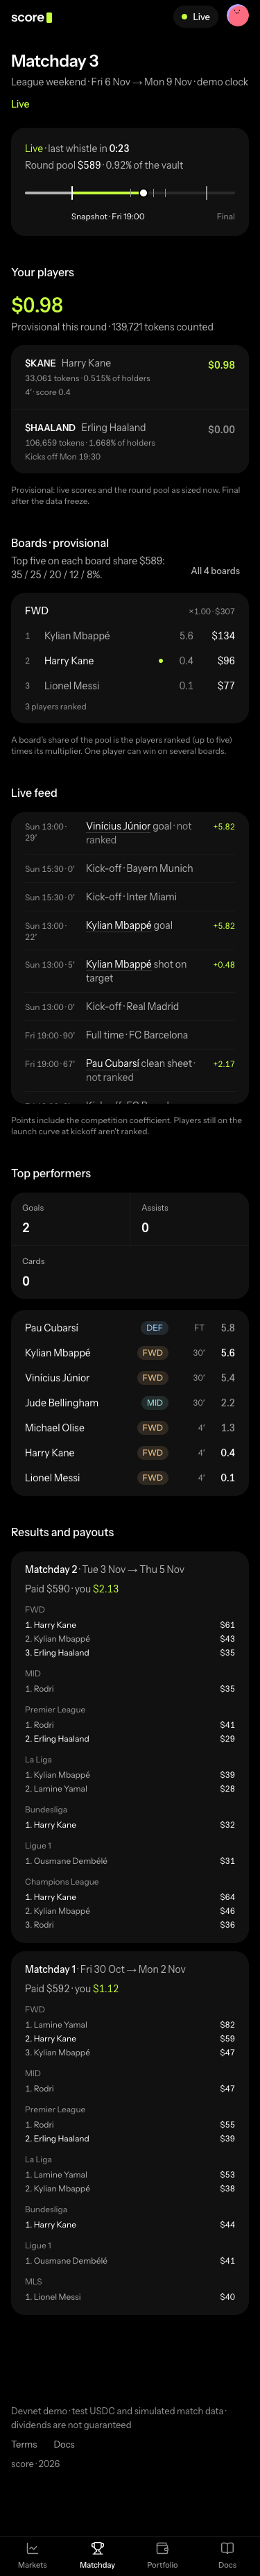 score
Live
Matchday 3
League weekend · Fri 6 Nov → Mon 9 Nov · demo clock
Live
Live · last whistle in 0:23
Round pool $589 · 0.92% of the vault
Snapshot · Fri 19:00
Final
Your players
$0.98
Provisional this round · 139,721 tokens counted
$KANE Harry Kane
$0.98
33,061 tokens · 0.515% of holders
4' · score 0.4
$HAALAND Erling Haaland
$0.00
106,659 tokens · 1.668% of holders
Kicks off Mon 19:30
Provisional: live scores and the round pool as sized now. Final
after the data freeze.
Boards · provisional
Top five on each board share $589:
35 / 25 / 20 / 12 / 8%.
All 4 boards
FWD
×1.00 · $307
1 Kylian Mbappé 5.6 $134
2 Harry Kane 0.4 $96
3 Lionel Messi 0.1 $77
3 players ranked
A board's share of the pool is the players ranked (up to five)
times its multiplier. One player can win on several boards.
Live feed
Sun 13:00 · 29' Vinícius Júnior goal · not ranked +5.82
Sun 15:30 · 0' Kick-off · Bayern Munich
Sun 15:30 · 0' Kick-off · Inter Miami
Sun 13:00 · 22' Kylian Mbappé goal +5.82
Sun 13:00 · 5' Kylian Mbappé shot on target +0.48
Sun 13:00 · 0' Kick-off · Real Madrid
Fri 19:00 · 90' Full time · FC Barcelona
Fri 19:00 · 67' Pau Cubarsí clean sheet · not ranked +2.17
Points include the competition coefficient. Players still on the
launch curve at kickoff aren't ranked.
Top performers
Goals
2
Assists
0
Cards
0
Pau Cubarsí DEF FT 5.8
Kylian Mbappé FWD 30' 5.6
Vinícius Júnior FWD 30' 5.4
Jude Bellingham MID 30' 2.2
Michael Olise FWD 4' 1.3
Harry Kane FWD 4' 0.4
Lionel Messi FWD 4' 0.1
Results and payouts
Matchday 2 · Tue 3 Nov → Thu 5 Nov
Paid $590 · you $2.13
FWD
1. Harry Kane $61
2. Kylian Mbappé $43
3. Erling Haaland $35
MID
1. Rodri $35
Premier League
1. Rodri $41
2. Erling Haaland $29
La Liga
1. Kylian Mbappé $39
2. Lamine Yamal $28
Bundesliga
1. Harry Kane $32
Ligue 1
1. Ousmane Dembélé $31
Champions League
1. Harry Kane $64
2. Kylian Mbappé $46
3. Rodri $36
Matchday 1 · Fri 30 Oct → Mon 2 Nov
Paid $592 · you $1.12
FWD
1. Lamine Yamal $82
2. Harry Kane $59
3. Kylian Mbappé $47
MID
1. Rodri $47
Premier League
1. Rodri $55
2. Erling Haaland $39
La Liga
1. Lamine Yamal $53
2. Kylian Mbappé $38
Bundesliga
1. Harry Kane $44
Ligue 1
1. Ousmane Dembélé $41
MLS
1. Lionel Messi $40
Devnet demo · test USDC and simulated match data ·
dividends are not guaranteed
Terms Docs
score · 2026
Markets Matchday Portfolio Docs